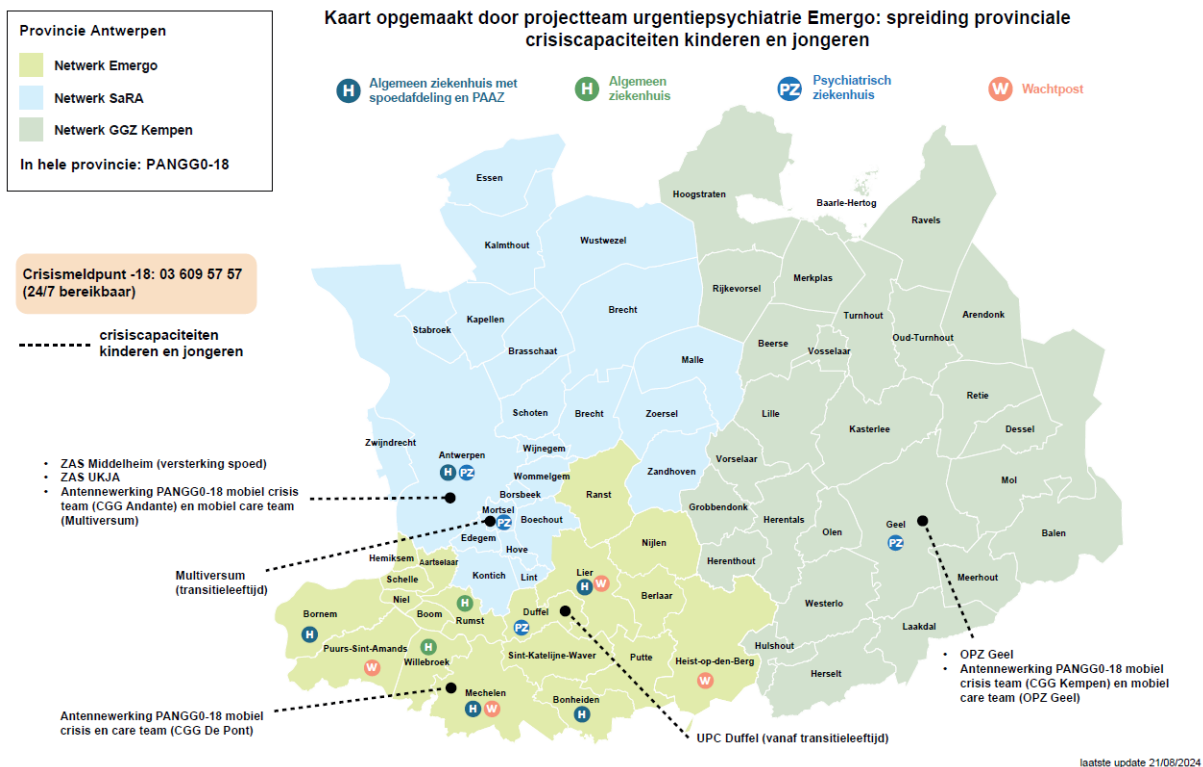 Kaart opgemaakt door projectteam urgentiepsychiatrie Emergo: spreiding provinciale
crisiscapaciteiten kinderen en jongeren
Provincie Antwerpen
Netwerk Emergo
Netwerk SaRA
Netwerk GGZ Kempen
In hele provincie: PANGG0-18
H Algemeen ziekenhuis met
spoedafdeling en PAAZ
H Algemeen
ziekenhuis
PZ Psychiatrisch
ziekenhuis
W Wachtpost
Crisismeldpunt -18: 03 609 57 57
(24/7 bereikbaar)
crisiscapaciteiten
kinderen en jongeren
Essen
Hoogstraten
Baarle-Hertog
Ravels
Kalmthout
Wustwezel
Merkplas
Rijkevorsel
Brecht
Turnhout
Arendonk
Kapellen
Stabroek
Oud-Turnhout
Beerse
Vosselaar
Brasschaat
Malle
Retie
Schoten
Brecht
Zoersel
Lille
Kasterlee
Dessel
Zwijndrecht
Wijnegem
Antwerpen
H PZ
Wommelgem
Zandhoven
Vorselaar
Mol
Borsbeek
Ranst
Mortsel
PZ
Boechout
Grobbendonk
Herentals
Olen
Geel
PZ
Balen
Edegem
Hove
Nijlen
Hemiksem
Aartselaar
Kontich
Lint
Lier
H W
Herenthout
Meerhout
Schelle
Niel
Berlaar
Westerlo
Bornem
H
Boom
H
Rumst
Duffel
PZ
Laakdal
Puurs-Sint-Amands
W
H
Willebroek
Sint-Katelijne-Waver
Putte
Heist-op-den-Berg
W
Hulshout
Herselt
Mechelen
H W
Bonheiden
H
• ZAS Middelheim (versterking spoed)
• ZAS UKJA
• Antennewerking PANGG0-18 mobiel crisis
team (CGG Andante) en mobiel care team
(Multiversum)
Multiversum
(transitieleeftijd)
Antennewerking PANGG0-18 mobiel
crisis en care team (CGG De Pont)
UPC Duffel (vanaf transitieleeftijd)
• OPZ Geel
• Antennewerking PANGG0-18 mobiel
crisis team (CGG Kempen) en mobiel
care team (OPZ Geel)
laatste update 21/08/2024